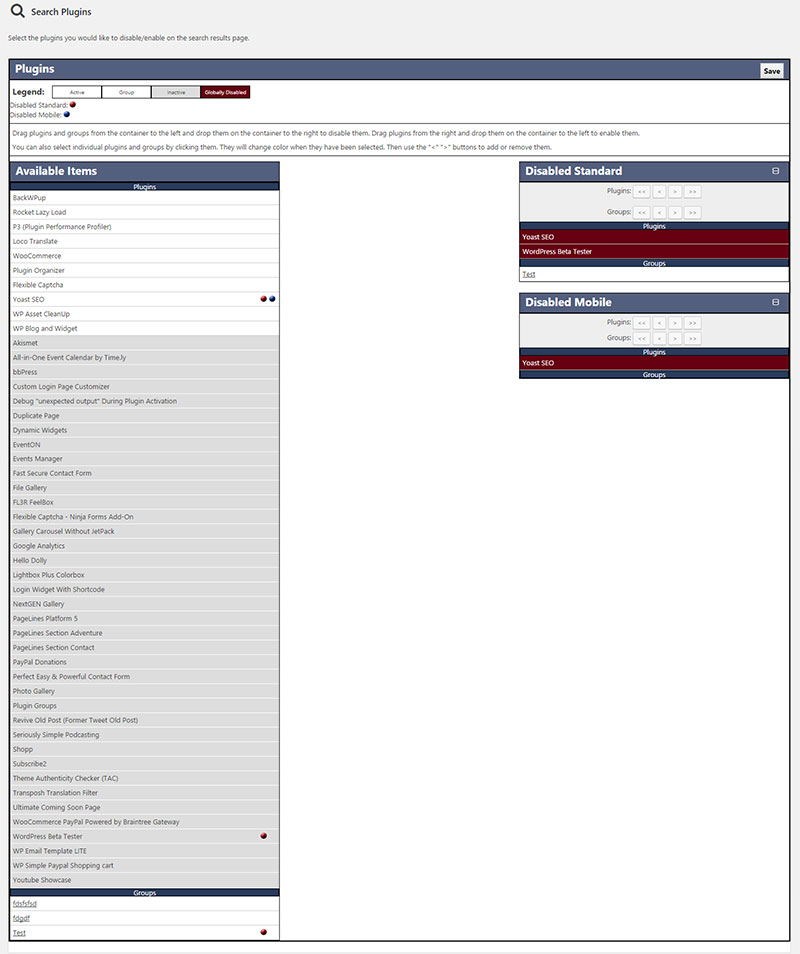 Search Plugins
Select the plugins you would like to disable/enable on the search results page.
Plugins
Save
Legend: Active Group Inactive Globally Disabled
Disabled Standard:
Disabled Mobile:
Drag plugins and groups from the container to the left and drop them on the container to the right to disable them. Drag plugins from the right and drop them on the container to the left to enable them.
You can also select individual plugins and groups by clicking them. They will change color when they have been selected. Then use the "<" ">" buttons to add or remove them.
Available Items
Plugins
BackWPup
Rocket Lazy Load
P3 (Plugin Performance Profiler)
Loco Translate
WooCommerce
Plugin Organizer
Flexible Captcha
Yoast SEO
WP Asset CleanUp
WP Blog and Widget
Akismet
All-in-One Event Calendar by Time.ly
bbPress
Custom Login Page Customizer
Debug "unexpected output" During Plugin Activation
Duplicate Page
Dynamic Widgets
EventON
Events Manager
Fast Secure Contact Form
File Gallery
FL3R FeelBox
Flexible Captcha - Ninja Forms Add-On
Gallery Carousel Without JetPack
Google Analytics
Hello Dolly
Lightbox Plus Colorbox
Login Widget With Shortcode
NextGEN Gallery
PageLines Platform 5
PageLines Section Adventure
PageLines Section Contact
PayPal Donations
Perfect Easy & Powerful Contact Form
Photo Gallery
Plugin Groups
Revive Old Post (Former Tweet Old Post)
Seriously Simple Podcasting
Shopp
Subscribe2
Theme Authenticity Checker (TAC)
Transposh Translation Filter
Ultimate Coming Soon Page
WooCommerce PayPal Powered by Braintree Gateway
WordPress Beta Tester
WP Email Template LITE
WP Simple Paypal Shopping cart
Youtube Showcase
Groups
fdsfsfsd
fdgdf
Test
Disabled Standard
Plugins: << < > >>
Groups: << < > >>
Plugins
Yoast SEO
WordPress Beta Tester
Groups
Test
Disabled Mobile
Plugins: << < > >>
Groups: << < > >>
Plugins
Yoast SEO
Groups